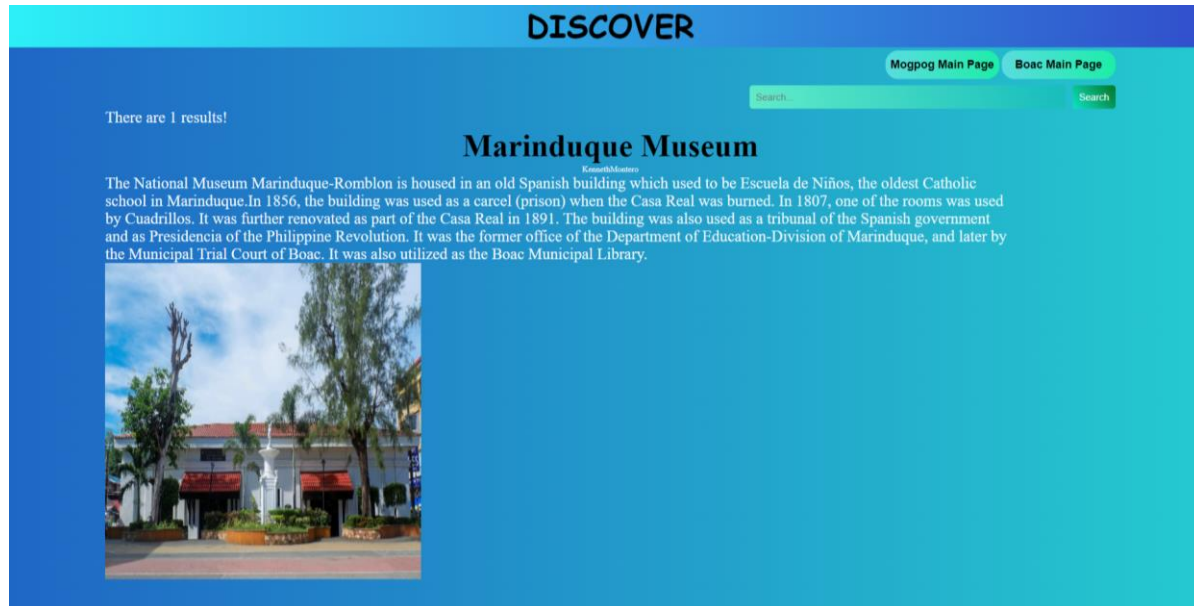 DISCOVER
Mogpog Main Page Boac Main Page
Search... Search
There are 1 results!
Marinduque Museum
KennethMontero
The National Museum Marinduque-Romblon is housed in an old Spanish building which used to be Escuela de Niños, the oldest Catholic
school in Marinduque.In 1856, the building was used as a carcel (prison) when the Casa Real was burned. In 1807, one of the rooms was used
by Cuadrillos. It was further renovated as part of the Casa Real in 1891. The building was also used as a tribunal of the Spanish government
and as Presidencia of the Philippine Revolution. It was the former office of the Department of Education-Division of Marinduque, and later by
the Municipal Trial Court of Boac. It was also utilized as the Boac Municipal Library.